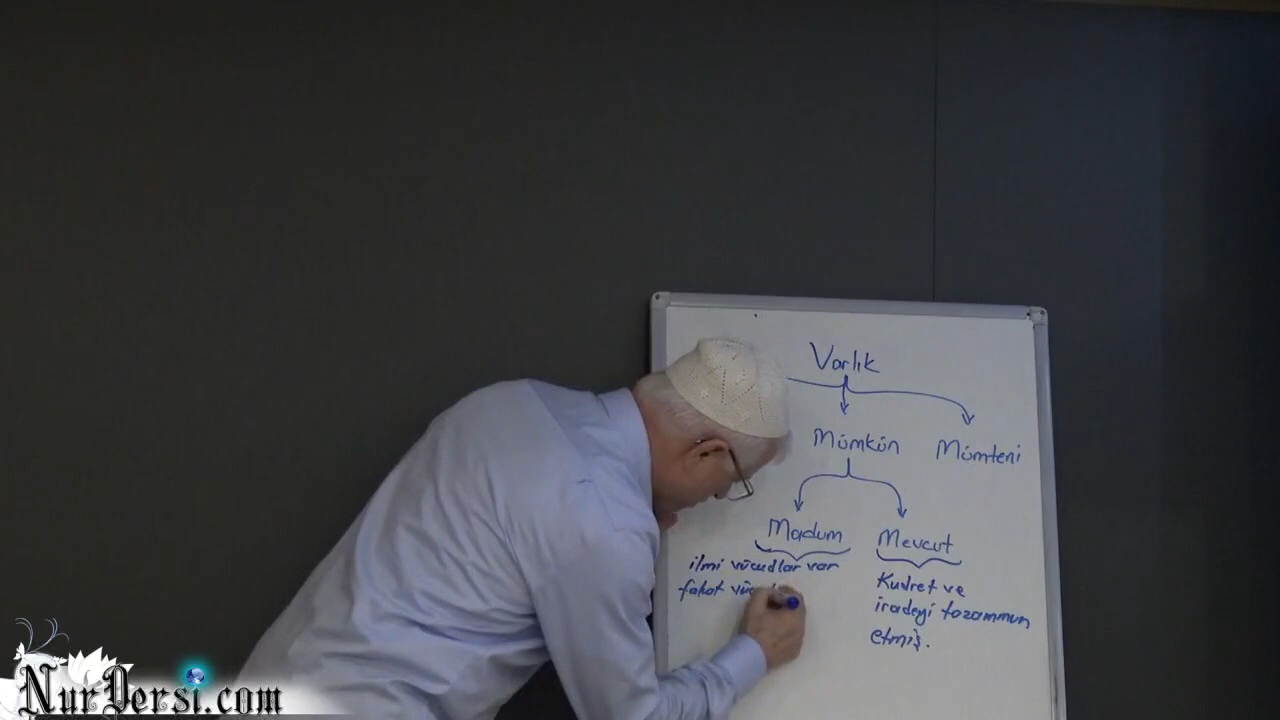 Varlık
Mümkün
Mümteni
Madum
Mevcut
ilmi vücudlar var
fakat
Kudret ve
iradeyi tazammun
etmiş.
NurDersi.com